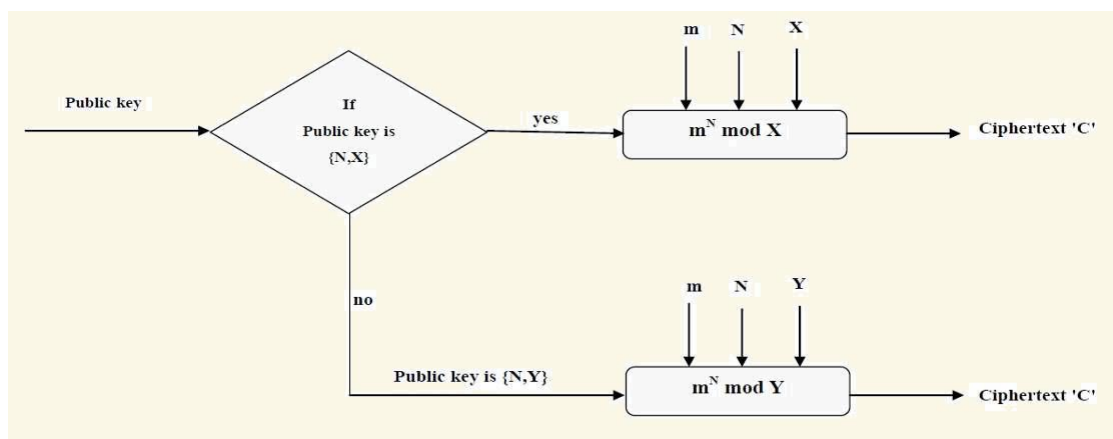 Public key
If
Public key is
{N,X}
yes
m N X
m^N mod X
Ciphertext 'C'
no
Public key is {N,Y}
m N Y
m^N mod Y
Ciphertext 'C'